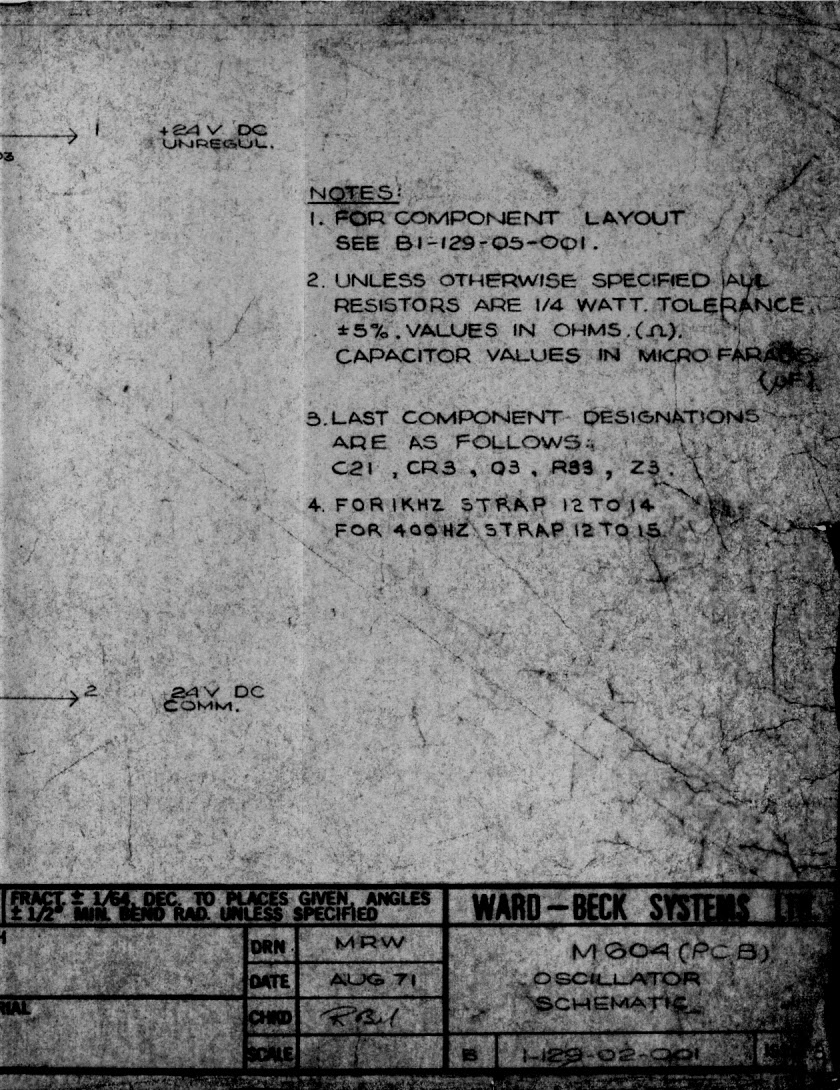 1
+24 V DC
UNREGUL.
03
NOTES:
1. FOR COMPONENT LAYOUT
SEE B1-129-05-001.
2. UNLESS OTHERWISE SPECIFIED ALL
RESISTORS ARE 1/4 WATT. TOLERANCE
±5%. VALUES IN OHMS. (Ω).
CAPACITOR VALUES IN MICRO FARADS
(µF)
3. LAST COMPONENT DESIGNATIONS
ARE AS FOLLOWS:
C21 , CR3 , Q3 , R33 , Z3.
4. FOR 1KHZ STRAP 12 TO 14
FOR 400HZ STRAP 12 TO 15
2
24V DC
COMM.
FRACT. ± 1/64, DEC. TO PLACES GIVEN, ANGLES
± 1/2° MIN. BEND RAD. UNLESS SPECIFIED
WARD-BECK SYSTEMS LTD.
DRN MRW
M604 (PCB)
DATE AUG 71
OSCILLATOR
SCHEMATIC
CHKD
SCALE
B 1-129-02-001